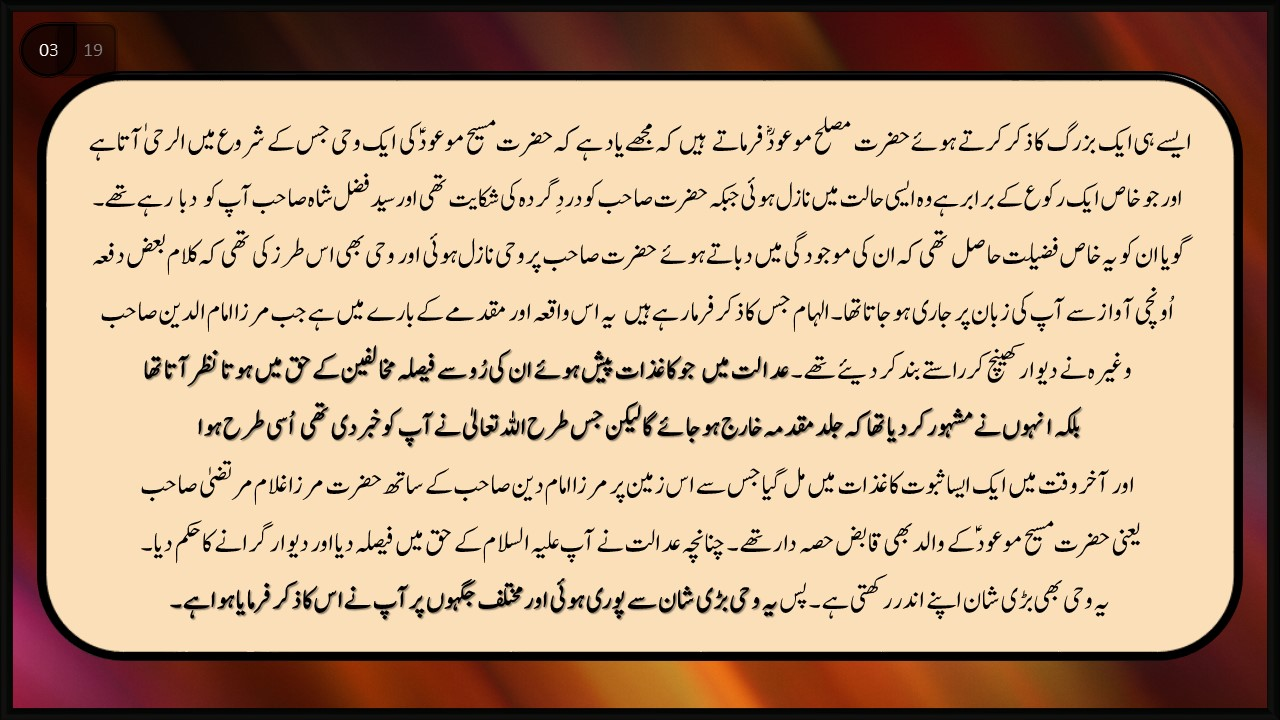 03 19
ایسے ہی ایک بزرگ کا ذکر کرتے ہوئے حضرت مصلح موعودؓ فرماتے ہیں کہ مجھے یاد ہے کہ حضرت مسیح موعودؑ کی ایک وحی جس کے شروع میں الرحیٰ آتا ہے
اور جو خاص ایک رکوع کے برابر ہے وہ ایسی حالت میں نازل ہوئی جبکہ حضرت صاحب کو دردِ گردہ کی شکایت تھی اور سید فضل شاہ صاحب آپ کو دبا رہے تھے۔
گویا ان کو یہ خاص فضیلت حاصل تھی کہ ان کی موجودگی میں دباتے ہوئے حضرت صاحب پر وحی نازل ہوئی اور وحی بھی اس طرز کی تھی کہ کلام بعض دفعہ
اُونچی آواز سے آپ کی زبان پر جاری ہو جاتا تھا۔ الہام جس کا ذکر فرما رہے ہیں یہ اس واقعہ اور مقدمے کے بارے میں ہے جب مرزا امام الدین صاحب
وغیرہ نے دیوار کھینچ کر راستے بند کر دیئے تھے۔ عدالت میں جو کاغذات پیش ہوئے ان کی رُو سے فیصلہ مخالفین کے حق میں ہوتا نظر آتا تھا
بلکہ انہوں نے مشہور کر دیا تھا کہ جلد مقدمہ خارج ہو جائے گا لیکن جس طرح اللہ تعالیٰ نے آپ کو خبر دی تھی اُسی طرح ہوا
اور آخر وقت میں ایک ایسا ثبوت کاغذات میں مل گیا جس سے اس زمین پر مرزا امام دین صاحب کے ساتھ حضرت مرزا غلام مرتضیٰ صاحب
یعنی حضرت مسیح موعودؑ کے والد بھی قابض حصہ دار تھے۔ چنانچہ عدالت نے آپ علیہ السلام کے حق میں فیصلہ دیا اور دیوار گرانے کا حکم دیا۔
یہ وحی بھی بڑی شان اپنے اندر رکھتی ہے۔ پس یہ وحی بڑی شان سے پوری ہوئی اور مختلف جگہوں پر آپ نے اس کا ذکر فرمایا ہوا ہے۔